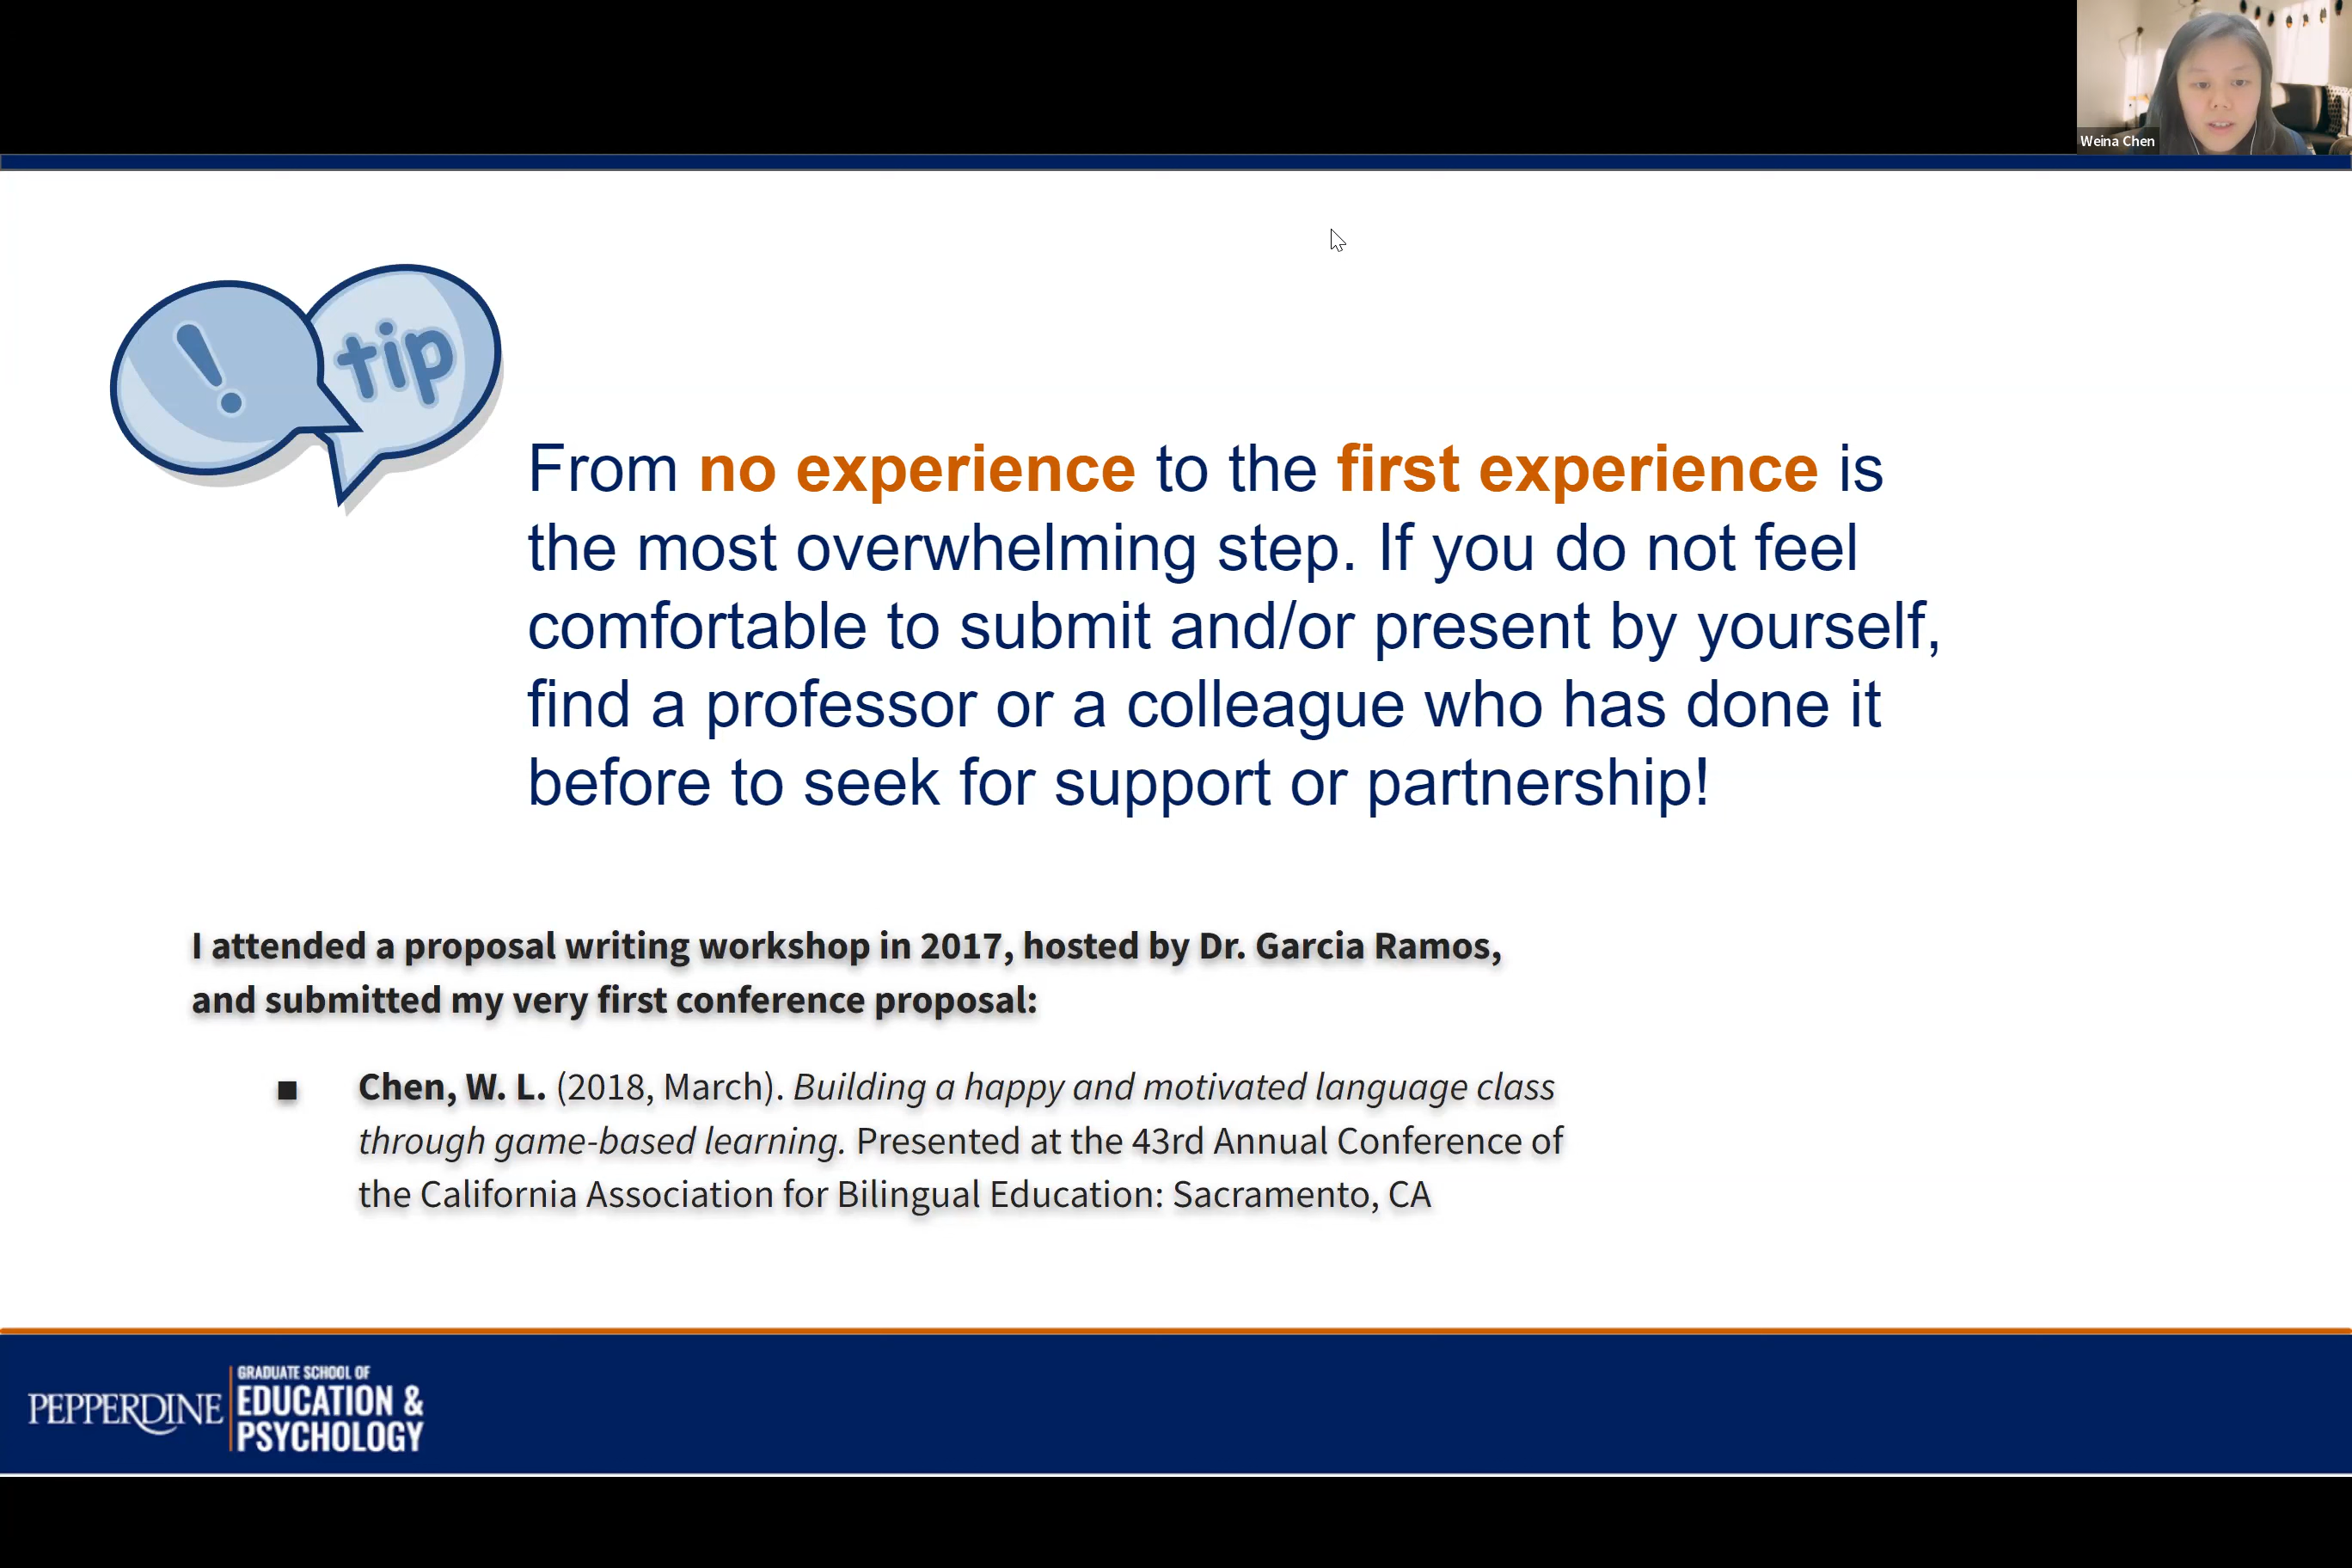 Weina Chen
! tip
From no experience to the first experience is
the most overwhelming step. If you do not feel
comfortable to submit and/or present by yourself,
find a professor or a colleague who has done it
before to seek for support or partnership!
I attended a proposal writing workshop in 2017, hosted by Dr. Garcia Ramos,
and submitted my very first conference proposal:
■ Chen, W. L. (2018, March). Building a happy and motivated language class
through game-based learning. Presented at the 43rd Annual Conference of
the California Association for Bilingual Education: Sacramento, CA
PEPPERDINE
GRADUATE SCHOOL OF
EDUCATION &
PSYCHOLOGY